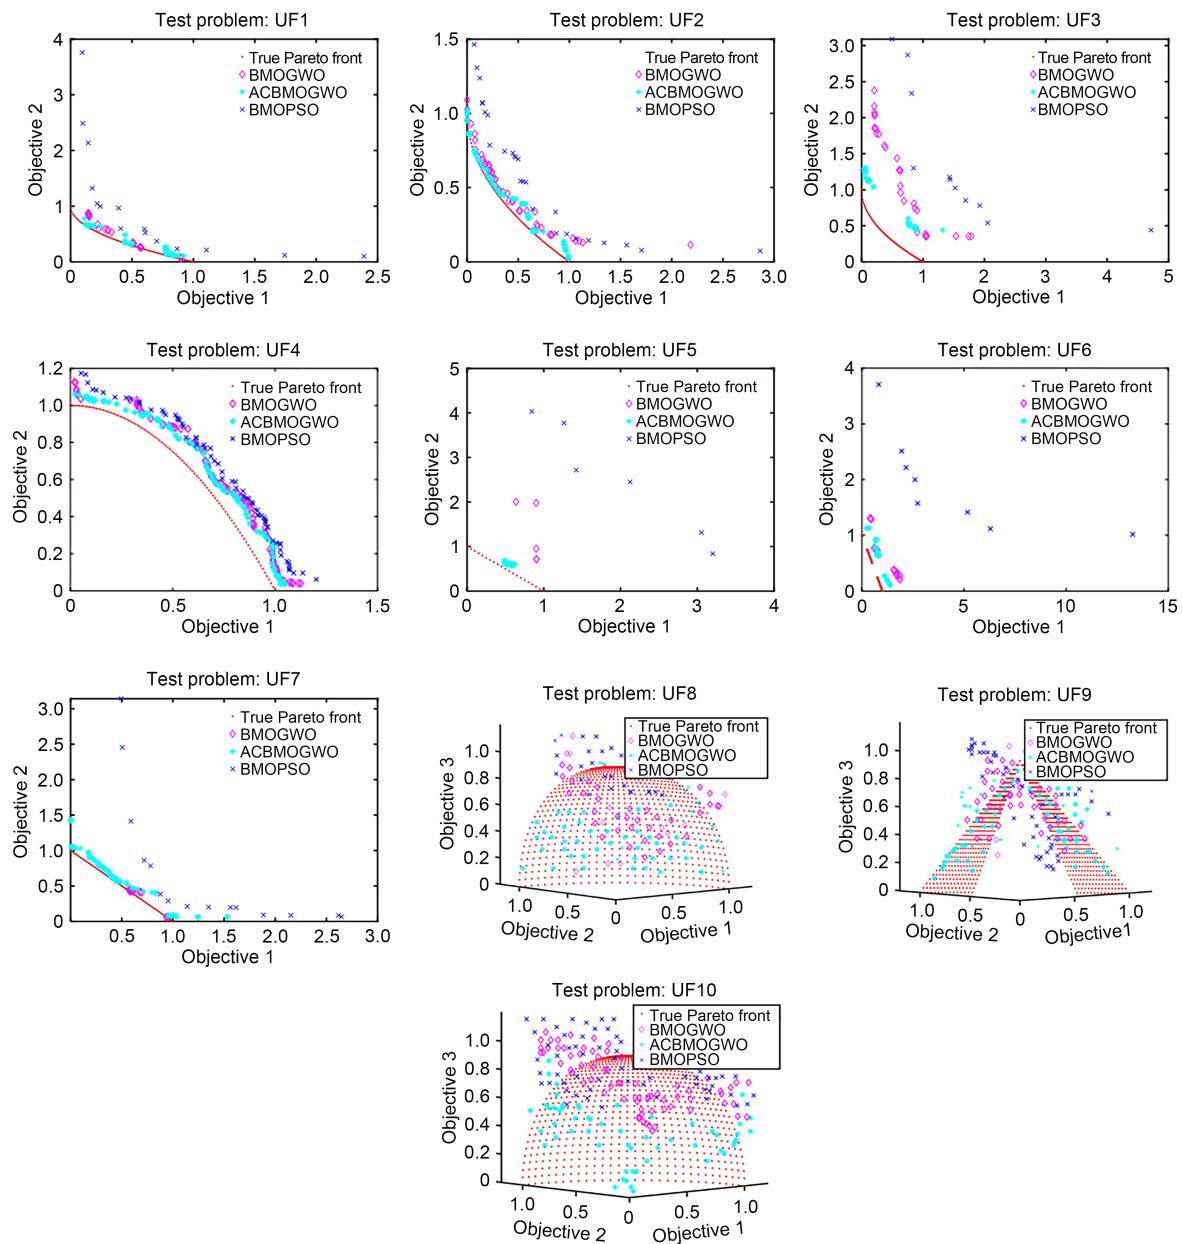 Test problem: UF1
4
3
2
1
0
0
0.5
1.0
1.5
2.0
2.5
Objective 2
Objective 1
True Pareto front
BMOGWO
ACBMOGWO
BMOPSO
Test problem: UF2
1.5
1.0
0.5
0
0
0.5
1.0
1.5
2.0
2.5
3.0
Objective 2
Objective 1
True Pareto front
BMOGWO
ACBMOGWO
BMOPSO
Test problem: UF3
3.0
2.5
2.0
1.5
1.0
0.5
0
0
1
2
3
4
5
Objective 2
Objective 1
True Pareto front
BMOGWO
ACBMOGWO
BMOPSO
Test problem: UF4
1.2
1.0
0.8
0.6
0.4
0.2
0
0
0.5
1.0
1.5
Objective 2
Objective 1
True Pareto front
BMOGWO
ACBMOGWO
BMOPSO
Test problem: UF5
5
4
3
2
1
0
0
1
2
3
4
Objective 2
Objective 1
True Pareto front
BMOGWO
ACBMOGWO
BMOPSO
Test problem: UF6
4
3
2
1
0
0
5
10
15
Objective 2
Objective 1
True Pareto front
BMOGWO
ACBMOGWO
BMOPSO
Test problem: UF7
3.0
2.5
2.0
1.5
1.0
0.5
0
0.5
1.0
1.5
2.0
2.5
3.0
Objective 2
Objective 1
True Pareto front
BMOGWO
ACBMOGWO
BMOPSO
Test problem: UF8
1.0
0.8
0.6
0.4
0.2
0
1.0
0.5
0
0.5
1.0
Objective 3
Objective 2
Objective 1
True Pareto front
BMOGWO
ACBMOGWO
BMOPSO
Test problem: UF9
1.0
0.8
0.6
0.4
0.2
0
1.0
0.5
0
0.5
1.0
Objective 3
Objective 2
Objective1
True Pareto front
BMOGWO
ACBMOGWO
BMOPSO
Test problem: UF10
1.0
0.8
0.6
0.4
0.2
0
1.0
0.5
0
0.5
1.0
Objective 3
Objective 2
Objective 1
True Pareto front
BMOGWO
ACBMOGWO
BMOPSO